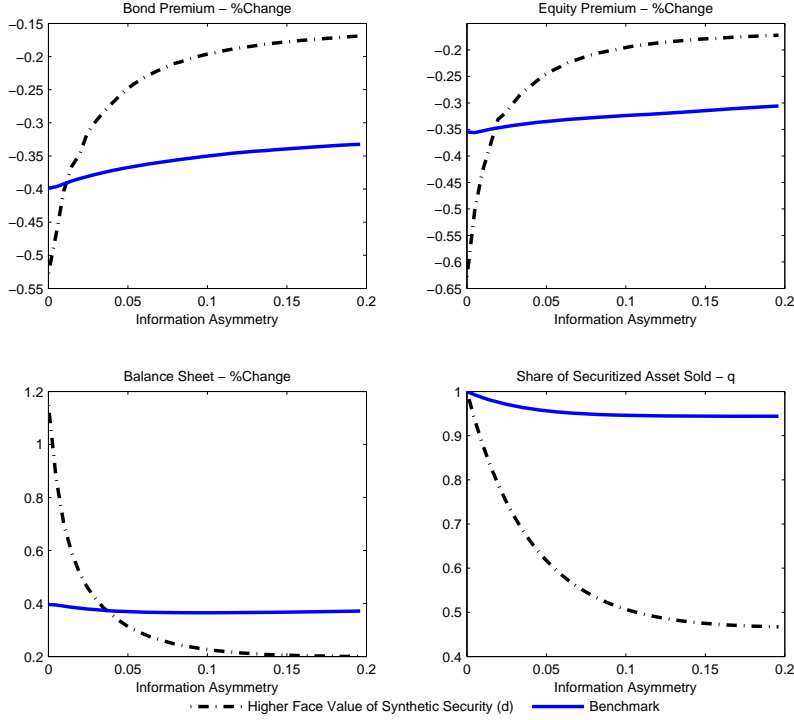 Bond Premium – %Change
−0.15
−0.2
−0.25
−0.3
−0.35
−0.4
−0.45
−0.5
−0.55
0 0.05 0.1 0.15 0.2
Information Asymmetry
Equity Premium – %Change
−0.2
−0.25
−0.3
−0.35
−0.4
−0.45
−0.5
−0.55
−0.6
−0.65
0 0.05 0.1 0.15 0.2
Information Asymmetry
Balance Sheet – %Change
1.2
1
0.8
0.6
0.4
0.2
0 0.05 0.1 0.15 0.2
Information Asymmetry
Share of Securitized Asset Sold – q
1
0.9
0.8
0.7
0.6
0.5
0.4
0 0.05 0.1 0.15 0.2
Information Asymmetry
Higher Face Value of Synthetic Security (d) Benchmark